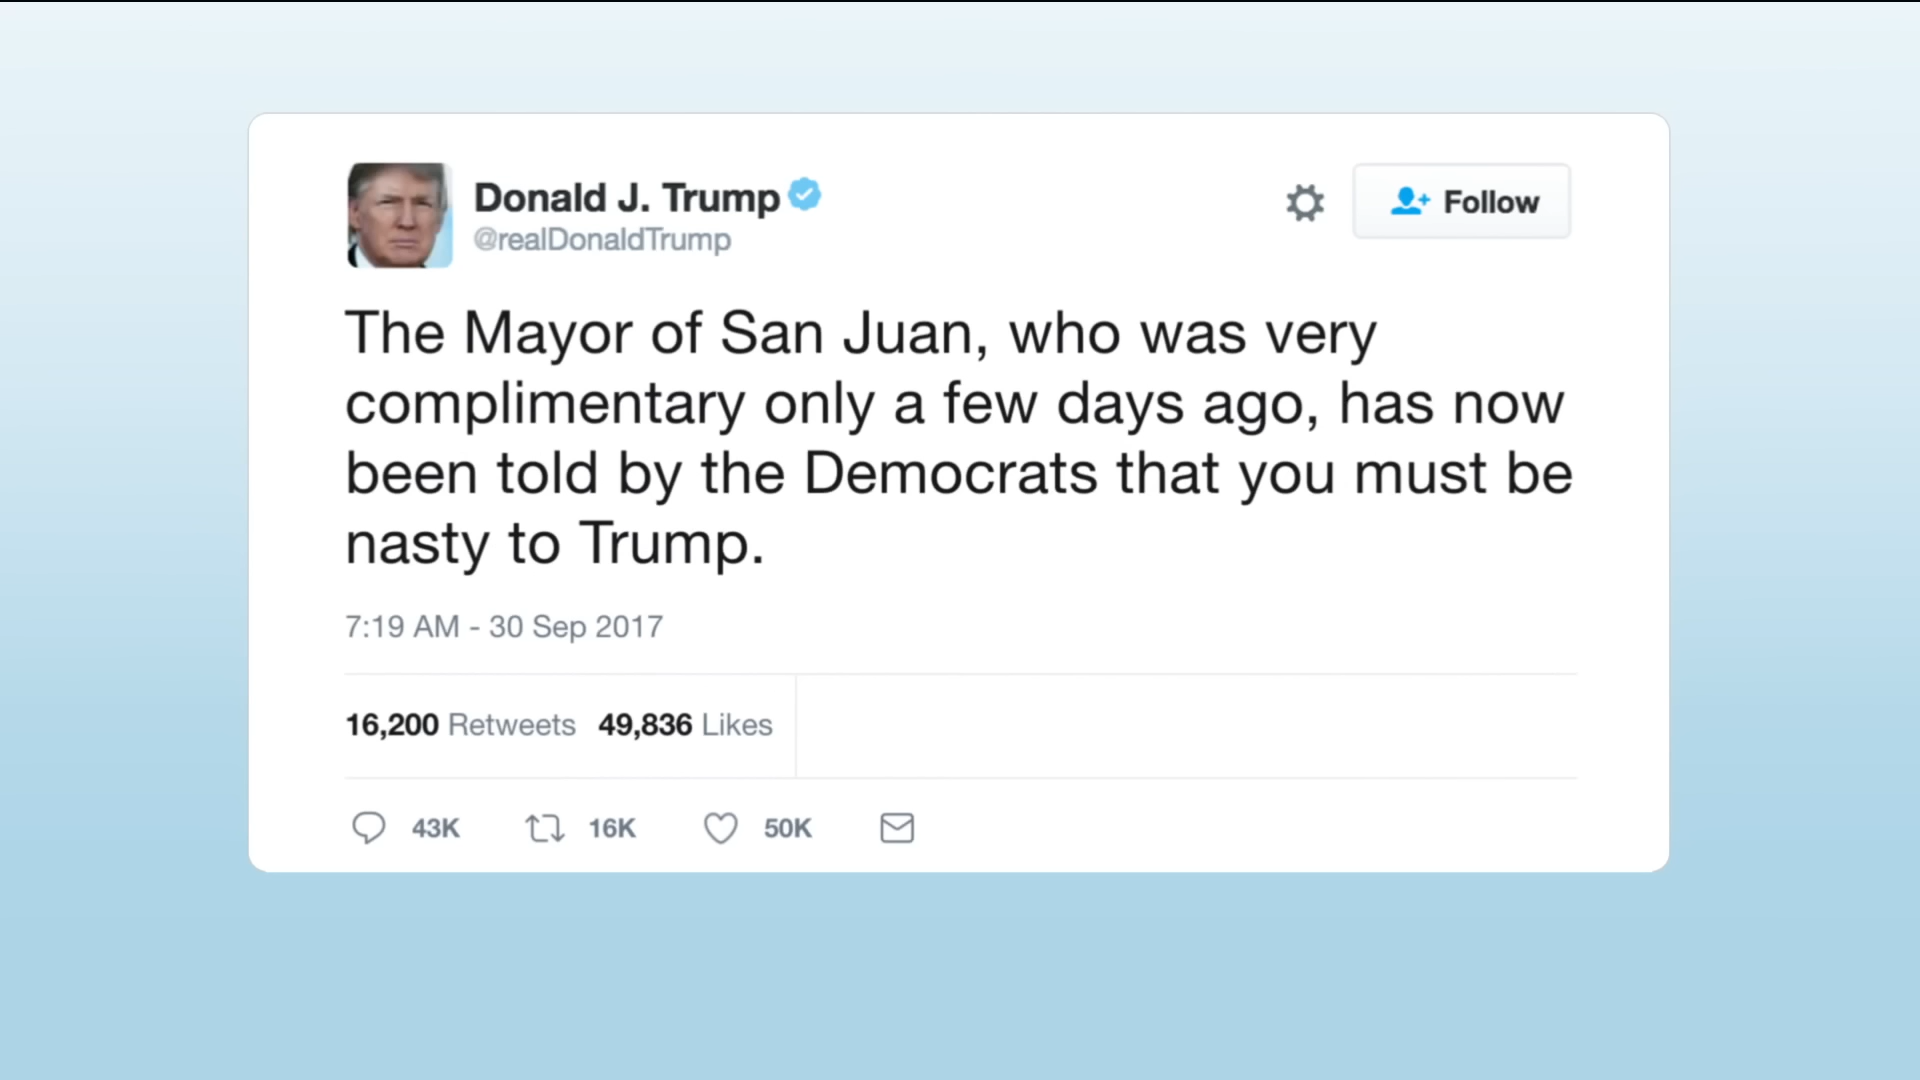 Donald J. Trump
@realDonaldTrump
Follow
The Mayor of San Juan, who was very
complimentary only a few days ago, has now
been told by the Democrats that you must be
nasty to Trump.
7:19 AM - 30 Sep 2017
16,200 Retweets 49,836 Likes
43K 16K 50K